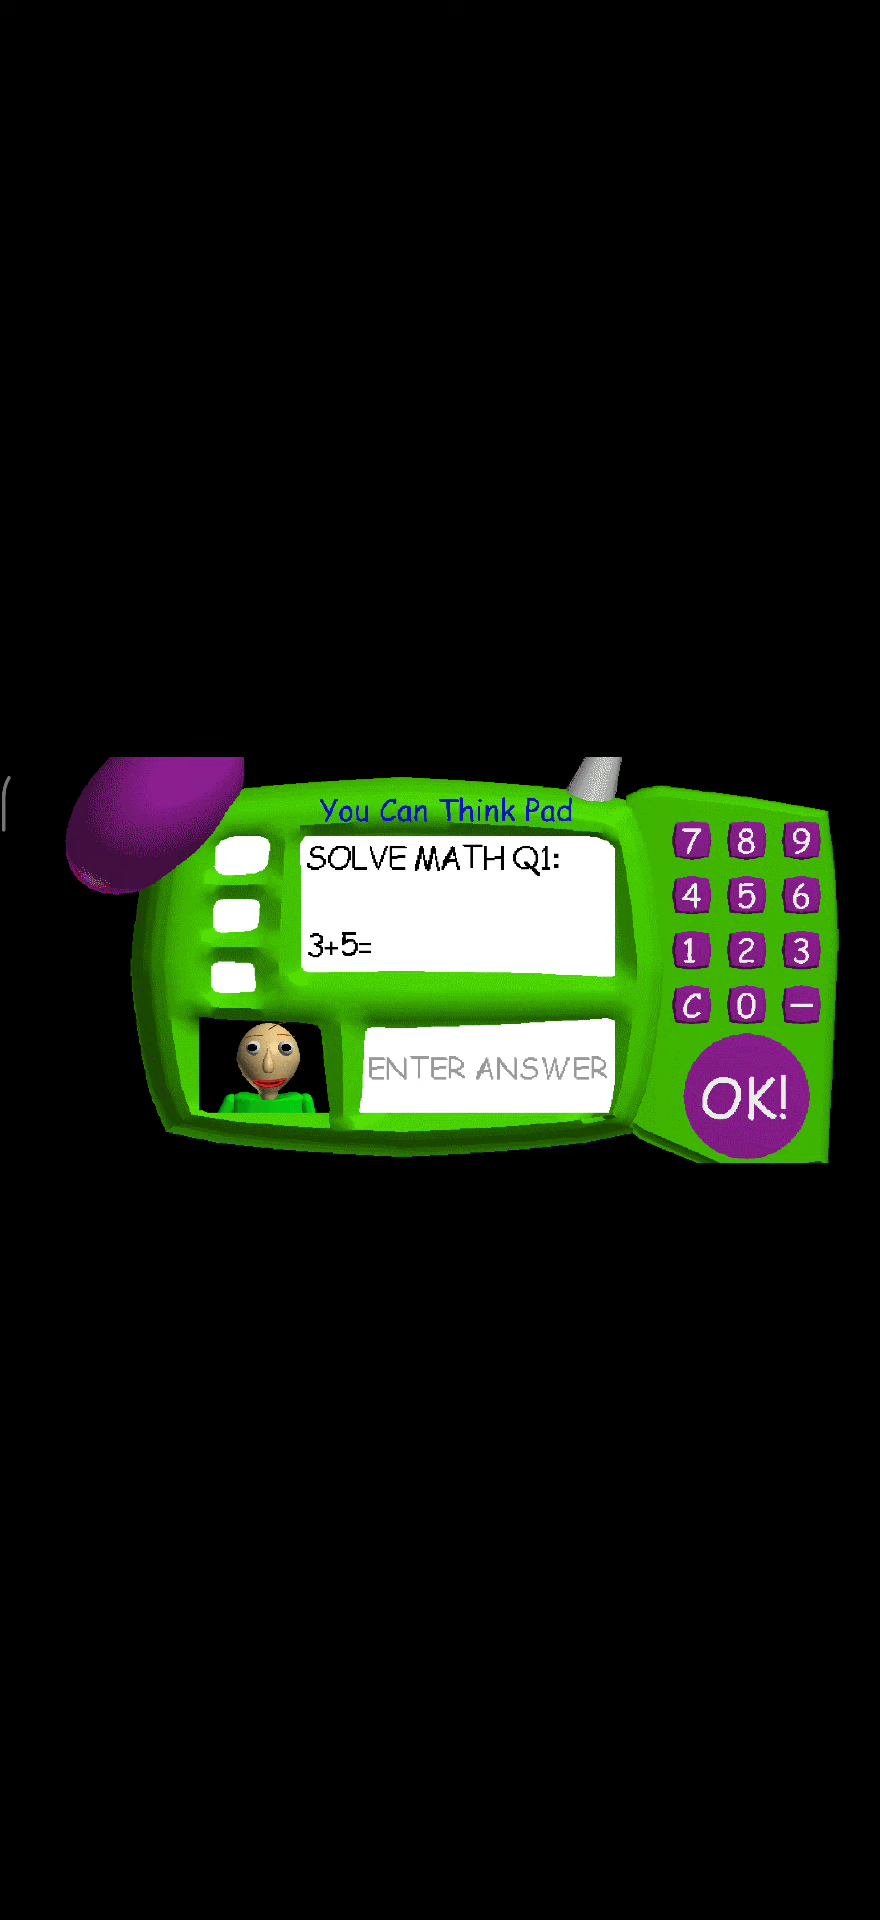 You Can Think Pad
SOLVE MATH Q1:
3+5=
ENTER ANSWER
7 8 9
4 5 6
1 2 3
C 0 −
OK!